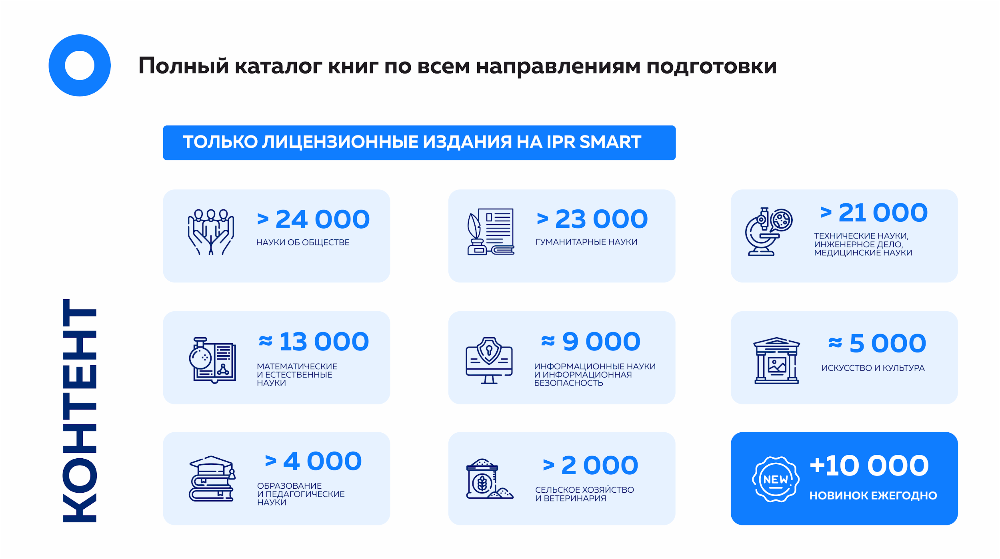 Полный каталог книг по всем направлениям подготовки
ТОЛЬКО ЛИЦЕНЗИОННЫЕ ИЗДАНИЯ НА IPR SMART
КОНТЕНТ
> 24 000
НАУКИ ОБ ОБЩЕСТВЕ
> 23 000
ГУМАНИТАРНЫЕ НАУКИ
> 21 000
ТЕХНИЧЕСКИЕ НАУКИ,
ИНЖЕНЕРНОЕ ДЕЛО,
МЕДИЦИНСКИЕ НАУКИ
≈ 13 000
МАТЕМАТИЧЕСКИЕ
И ЕСТЕСТВЕННЫЕ
НАУКИ
≈ 9 000
ИНФОРМАЦИОННЫЕ НАУКИ
И ИНФОРМАЦИОННАЯ
БЕЗОПАСНОСТЬ
≈ 5 000
ИСКУССТВО И КУЛЬТУРА
> 4 000
ОБРАЗОВАНИЕ
И ПЕДАГОГИЧЕСКИЕ
НАУКИ
> 2 000
СЕЛЬСКОЕ ХОЗЯЙСТВО
И ВЕТЕРИНАРИЯ
NEW
+10 000
НОВИНОК ЕЖЕГОДНО